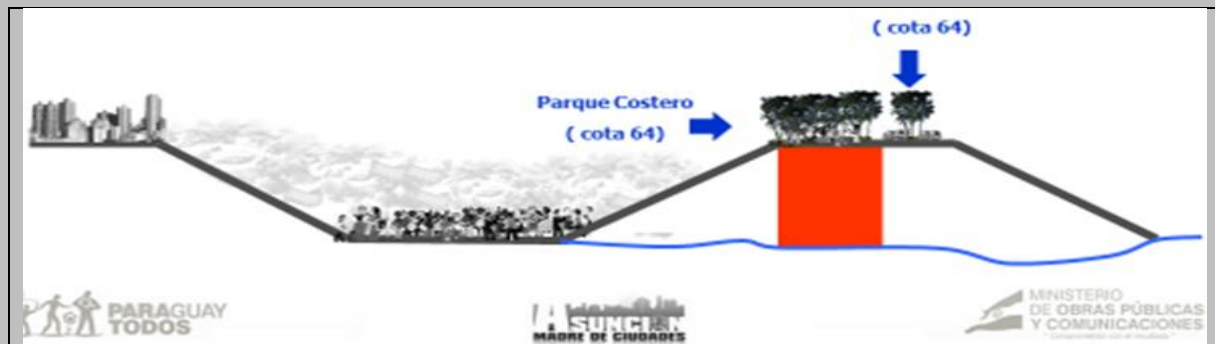 ( cota 64)
Parque Costero
( cota 64)
PARAGUAY
TODOS
ASUNCION
MADRE DE CIUDADES
MINISTERIO
DE OBRAS PÚBLICAS
Y COMUNICACIONES